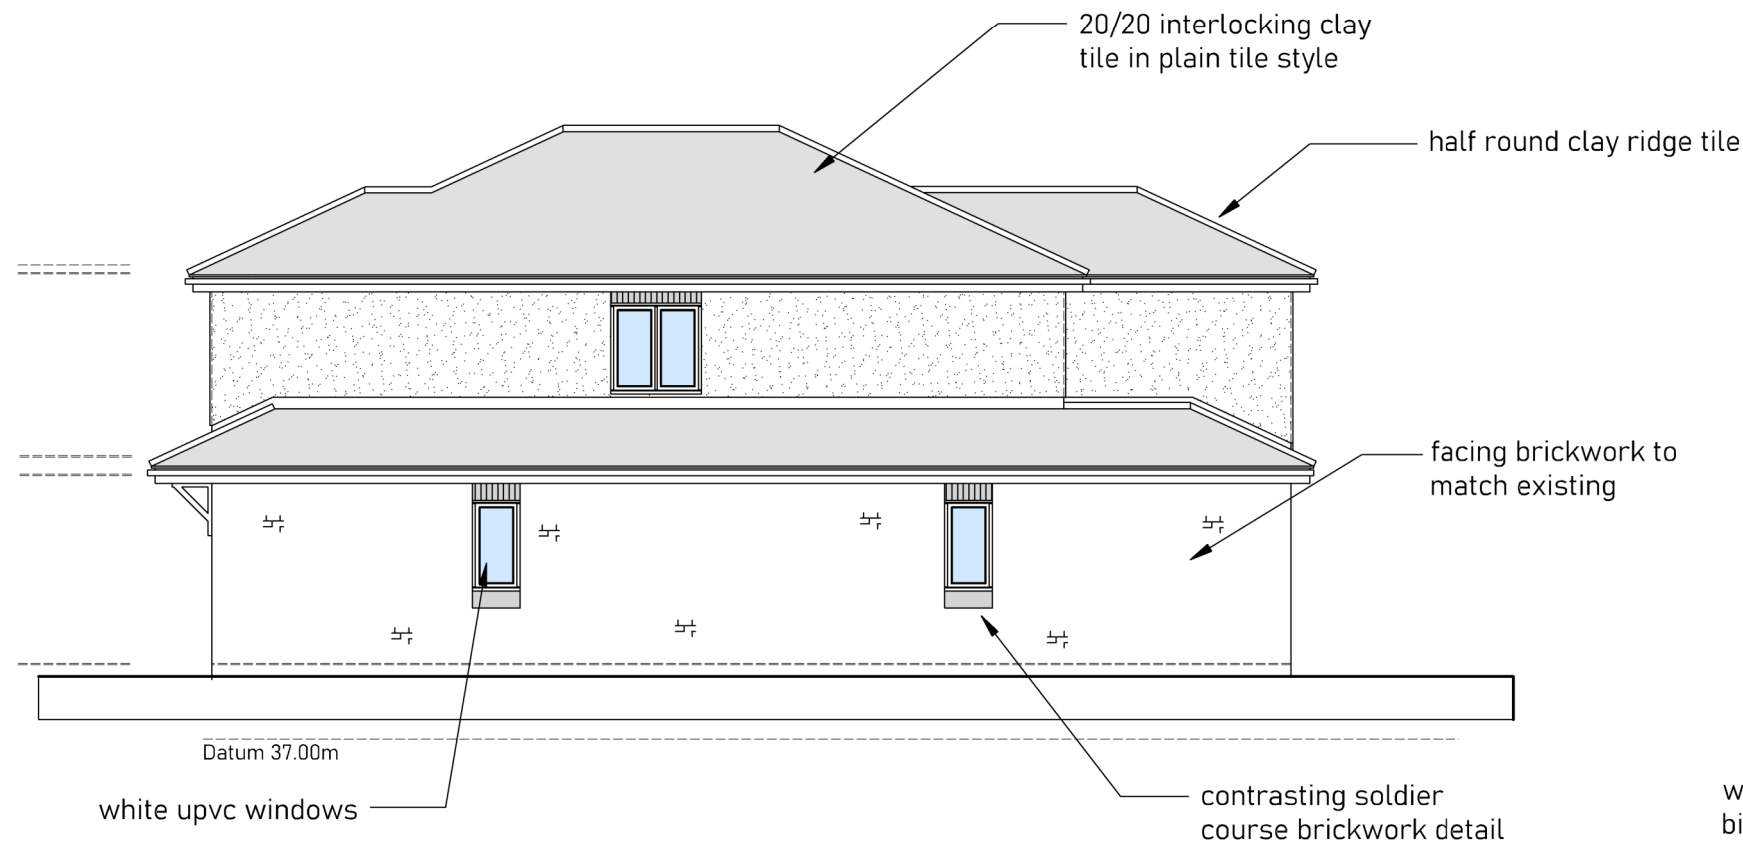 20/20 interlocking clay
tile in plain tile style
half round clay ridge tile
facing brickwork to
match existing
Datum 37.00m
white upvc windows
contrasting soldier
course brickwork detail
w
bi